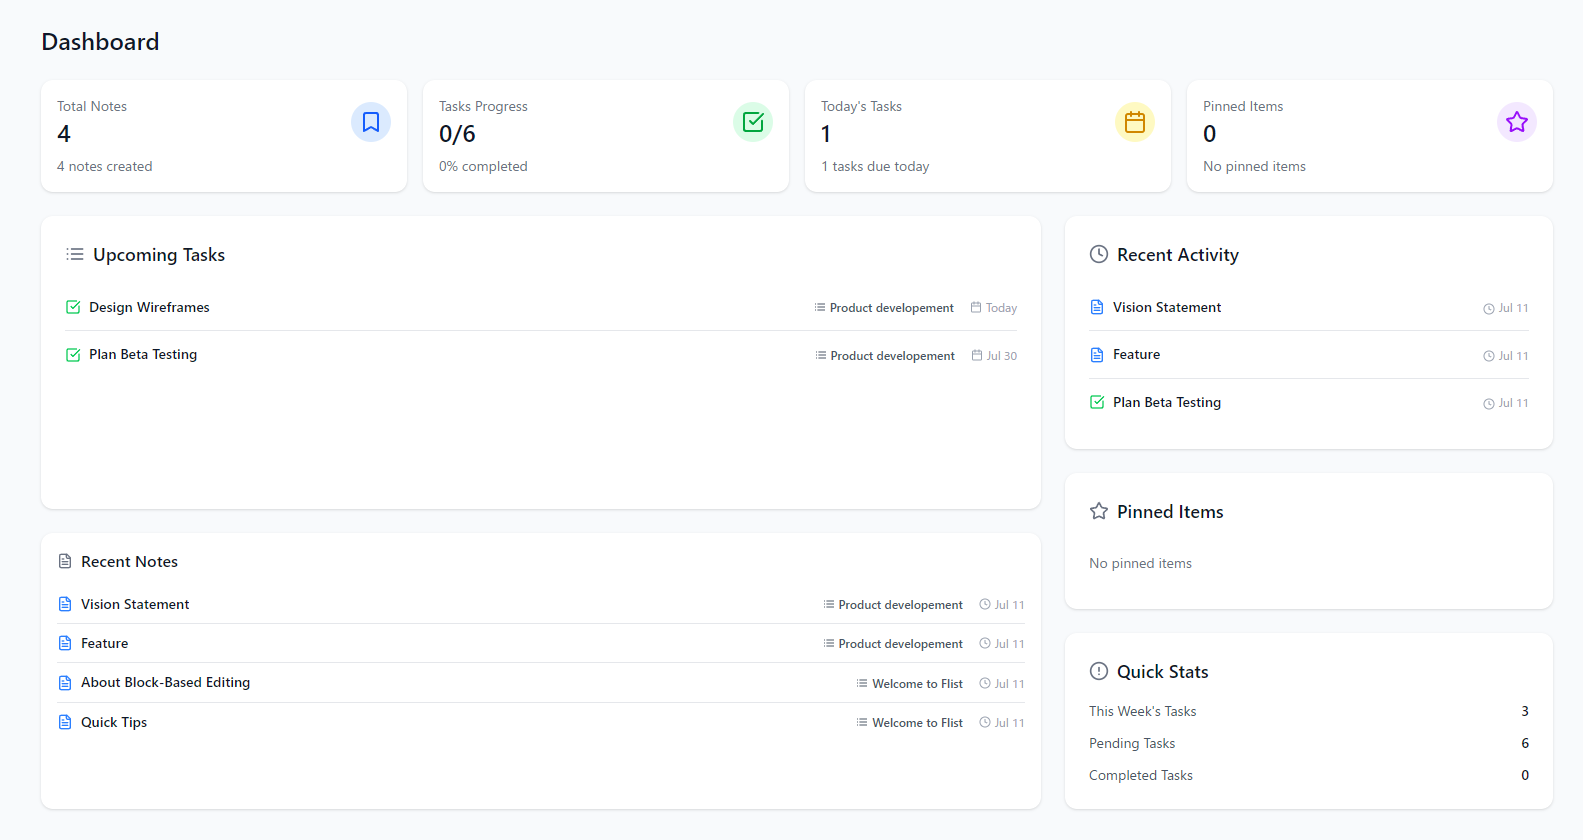 Dashboard
Total Notes
4
4 notes created
Tasks Progress
0/6
0% completed
Today's Tasks
1
1 tasks due today
Pinned Items
0
No pinned items
Upcoming Tasks
Design Wireframes Product developement Today
Plan Beta Testing Product developement Jul 30
Recent Notes
Vision Statement Product developement Jul 11
Feature Product developement Jul 11
About Block-Based Editing Welcome to Flist Jul 11
Quick Tips Welcome to Flist Jul 11
Recent Activity
Vision Statement Jul 11
Feature Jul 11
Plan Beta Testing Jul 11
Pinned Items
No pinned items
Quick Stats
This Week's Tasks 3
Pending Tasks 6
Completed Tasks 0